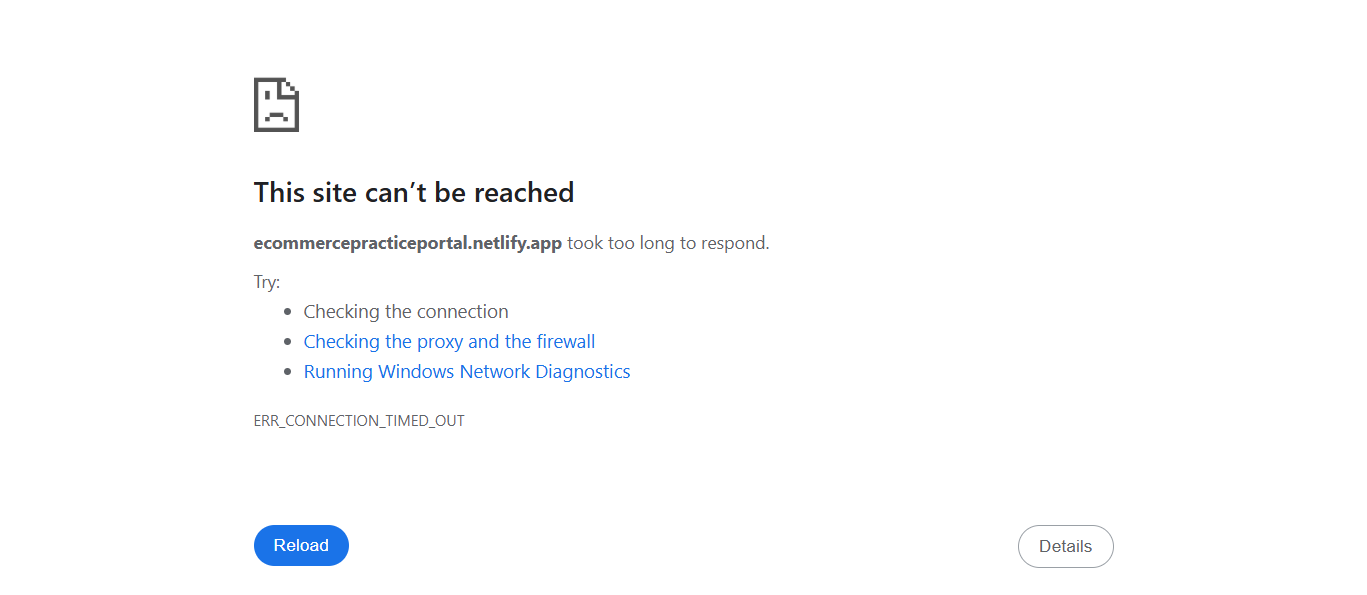 This site can’t be reached
ecommercepracticeportal.netlify.app took too long to respond.
Try:
Checking the connection
Checking the proxy and the firewall
Running Windows Network Diagnostics
ERR_CONNECTION_TIMED_OUT
Reload
Details